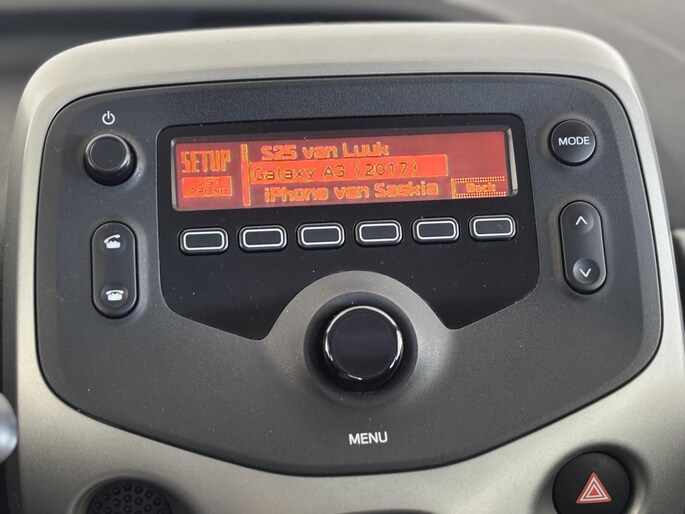 SETUP
S25 van Luuk
Galaxy A3 (2017)
iPhone van Saskia
Back
MODE
MENU